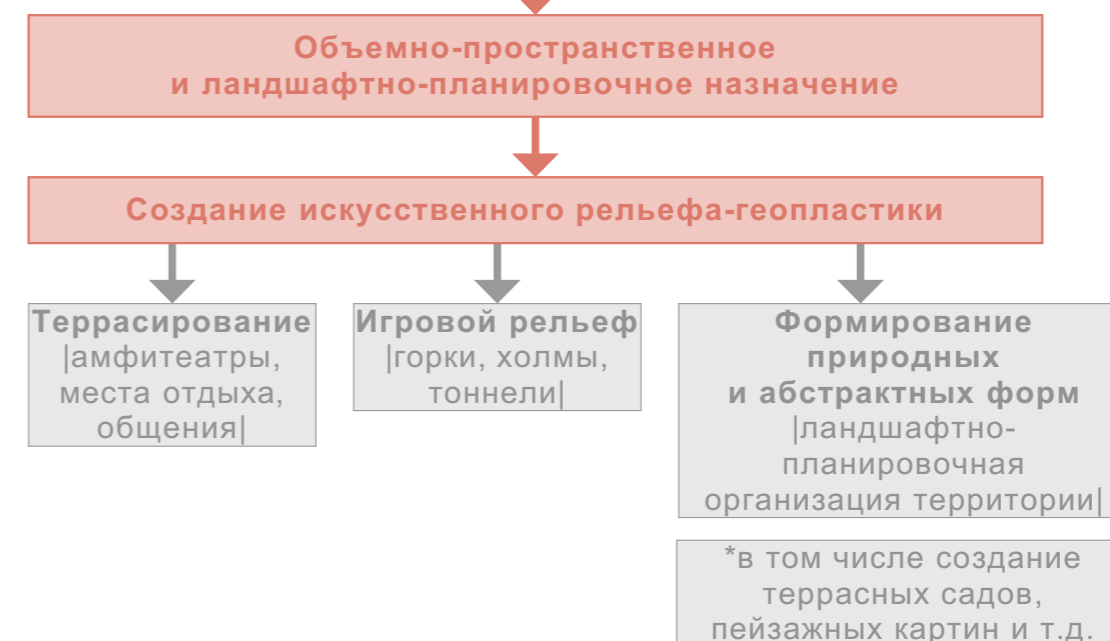 Объемно-пространственное
и ландшафтно-планировочное назначение
Создание искусственного рельефа-геопластики
Террасирование
|амфитеатры,
места отдыха,
общения|
Игровой рельеф
|горки, холмы,
тоннели|
Формирование
природных
и абстрактных форм
|ландшафтно-
планировочная
организация территории|
*в том числе создание
террасных садов,
пейзажных картин и т.д.